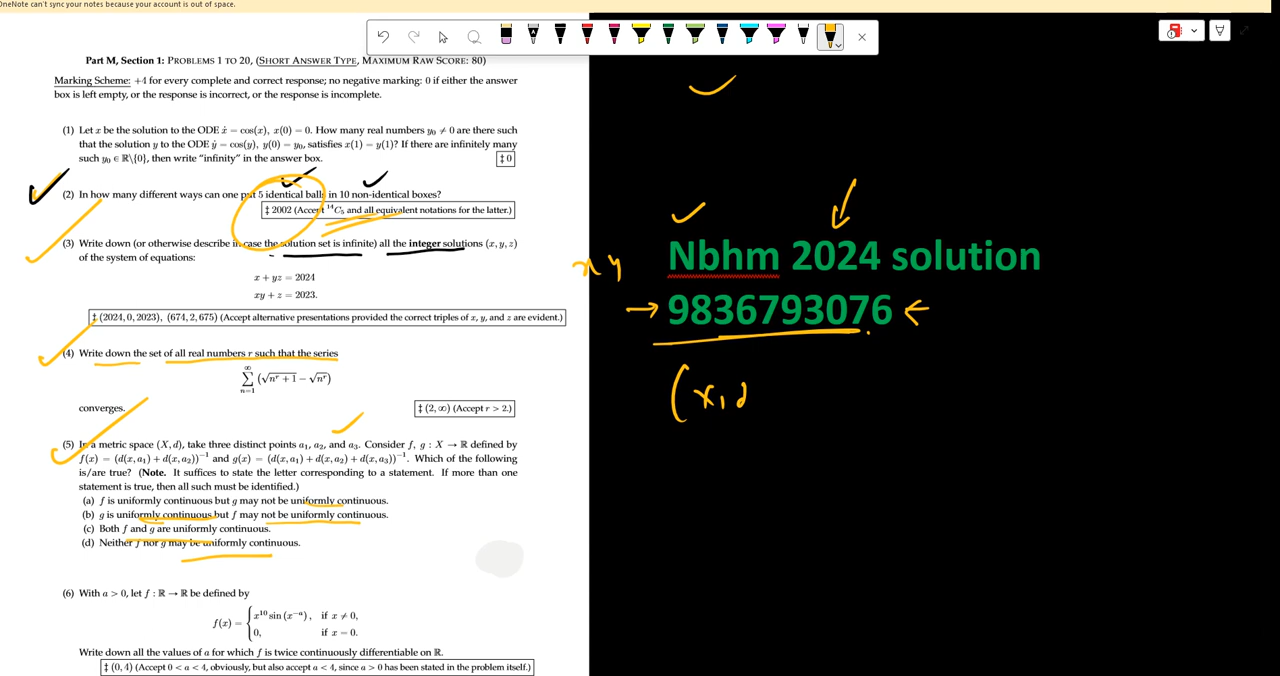 OneNote can't sync your notes because your account is out of space.
Part M, Section 1: PROBLEMS 1 TO 20, (SHORT ANSWER TYPE, MAXIMUM RAW SCORE: 80)
Marking Scheme: +4 for every complete and correct response; no negative marking: 0 if either the answer
box is left empty, or the response is incorrect, or the response is incomplete.
(1) Let x be the solution to the ODE ẋ = cos(x), x(0) = 0. How many real numbers y₀ ≠ 0 are there such
that the solution y to the ODE ẏ = cos(y), y(0) = y₀, satisfies x(1) = y(1)? If there are infinitely many
such y₀ ∈ ℝ\{0}, then write "infinity" in the answer box.
‡ 0
(2) In how many different ways can one put 5 identical balls in 10 non-identical boxes?
‡ 2002 (Accept ¹⁴C₅ and all equivalent notations for the latter.)
(3) Write down (or otherwise describe in case the solution set is infinite) all the integer solutions (x, y, z)
of the system of equations:
x + yz = 2024
xy + z = 2023.
‡ (2024, 0, 2023), (674, 2, 675) (Accept alternative presentations provided the correct triples of x, y, and z are evident.)
(4) Write down the set of all real numbers r such that the series
∞
∑ (√nʳ + 1 − √nʳ)
n=1
converges.
‡ (2, ∞) (Accept r > 2.)
(5) In a metric space (X, d), take three distinct points a₁, a₂, and a₃. Consider f, g : X → ℝ defined by
f(x) = (d(x, a₁) + d(x, a₂))⁻¹ and g(x) = (d(x, a₁) + d(x, a₂) + d(x, a₃))⁻¹. Which of the following
is/are true? (Note. It suffices to state the letter corresponding to a statement. If more than one
statement is true, then all such must be identified.)
(a) f is uniformly continuous but g may not be uniformly continuous.
(b) g is uniformly continuous but f may not be uniformly continuous.
(c) Both f and g are uniformly continuous.
(d) Neither f nor g may be uniformly continuous.
(6) With a > 0, let f : ℝ → ℝ be defined by
f(x) = { x¹⁰ sin (x⁻ᵃ), if x ≠ 0,
0, if x = 0.
Write down all the values of a for which f is twice continuously differentiable on ℝ.
‡ (0, 4) (Accept 0 < a < 4, obviously, but also accept a < 4, since a > 0 has been stated in the problem itself.)
x y
Nbhm 2024 solution
9836793076
(x,